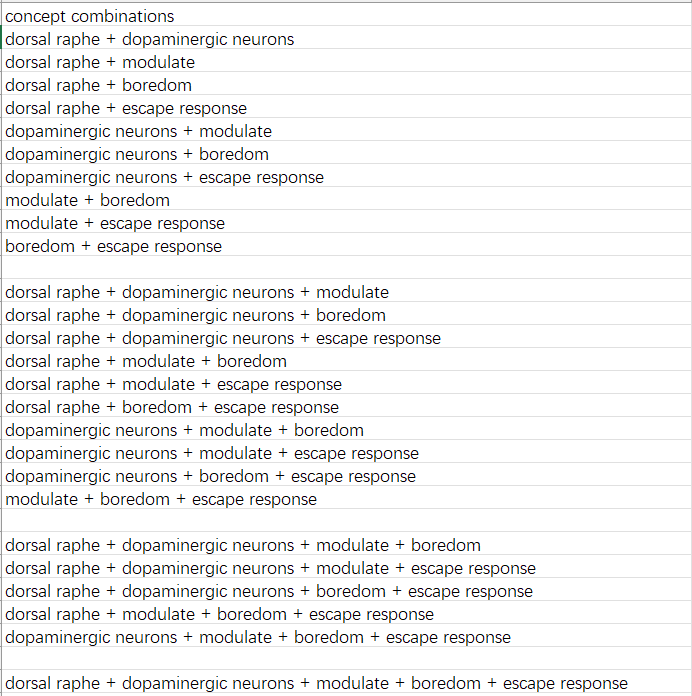 concept combinations
dorsal raphe + dopaminergic neurons
dorsal raphe + modulate
dorsal raphe + boredom
dorsal raphe + escape response
dopaminergic neurons + modulate
dopaminergic neurons + boredom
dopaminergic neurons + escape response
modulate + boredom
modulate + escape response
boredom + escape response
dorsal raphe + dopaminergic neurons + modulate
dorsal raphe + dopaminergic neurons + boredom
dorsal raphe + dopaminergic neurons + escape response
dorsal raphe + modulate + boredom
dorsal raphe + modulate + escape response
dorsal raphe + boredom + escape response
dopaminergic neurons + modulate + boredom
dopaminergic neurons + modulate + escape response
dopaminergic neurons + boredom + escape response
modulate + boredom + escape response
dorsal raphe + dopaminergic neurons + modulate + boredom
dorsal raphe + dopaminergic neurons + modulate + escape response
dorsal raphe + dopaminergic neurons + boredom + escape response
dorsal raphe + modulate + boredom + escape response
dopaminergic neurons + modulate + boredom + escape response
dorsal raphe + dopaminergic neurons + modulate + boredom + escape response